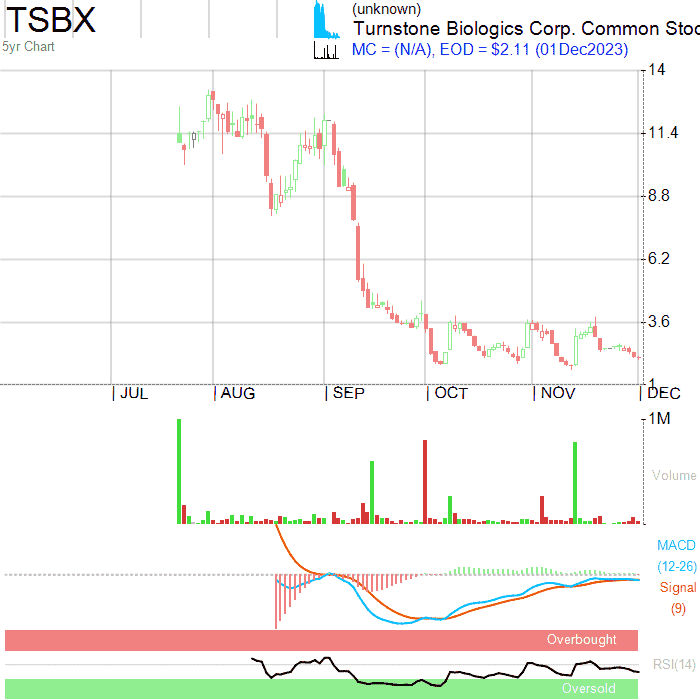 TSBX
(unknown)
Turnstone Biologics Corp. Common Stoc
5yr Chart
MC = (N/A), EOD = $2.11 (01Dec2023)
14
11.4
8.8
6.2
3.6
1
JUL AUG SEP OCT NOV DEC
1M
Volume
MACD
(12-26)
Signal
(9)
Overbought
RSI(14)
Oversold